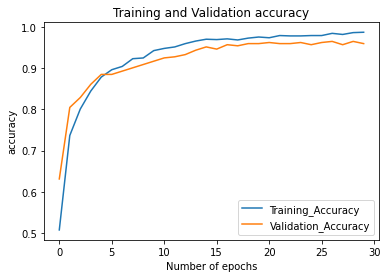 Training and Validation accuracy
1.0
0.9
0.8
0.7
0.6
0.5
accuracy
Training_Accuracy
Validation_Accuracy
0 5 10 15 20 25 30
Number of epochs